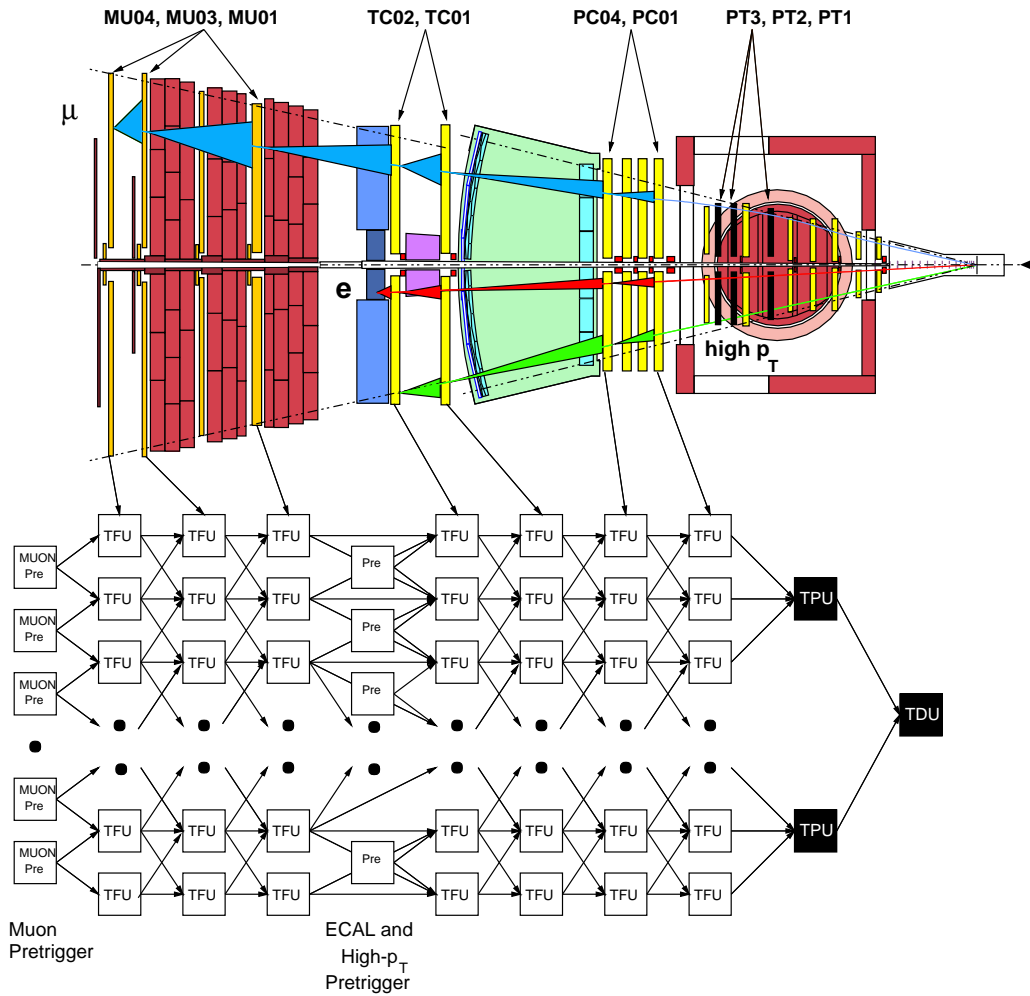 MU04, MU03, MU01
TC02, TC01
PC04, PC01
PT3, PT2, PT1
μ
e
high p
T
TFU TFU TFU TFU TFU TFU TFU
MUON
Pre
Pre
TFU TFU TFU TFU TFU TFU TFU
TPU
MUON
Pre
Pre
TFU TFU TFU TFU TFU TFU TFU
MUON
Pre
Pre
TDU
MUON
Pre
TFU TFU TFU TFU TFU TFU TFU
TPU
MUON
Pre
Pre
TFU TFU TFU TFU TFU TFU TFU
Muon
Pretrigger
ECAL and
High-p
T
Pretrigger